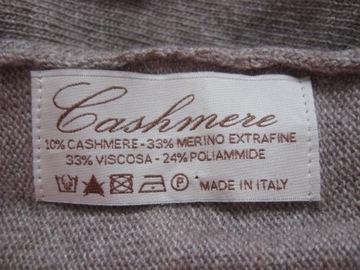 Cashmere
10% CASHMERE-33% MERINO EXTRAFINE
33% VISCOSA-24% POLIAMMIDE
P MADE IN ITALY